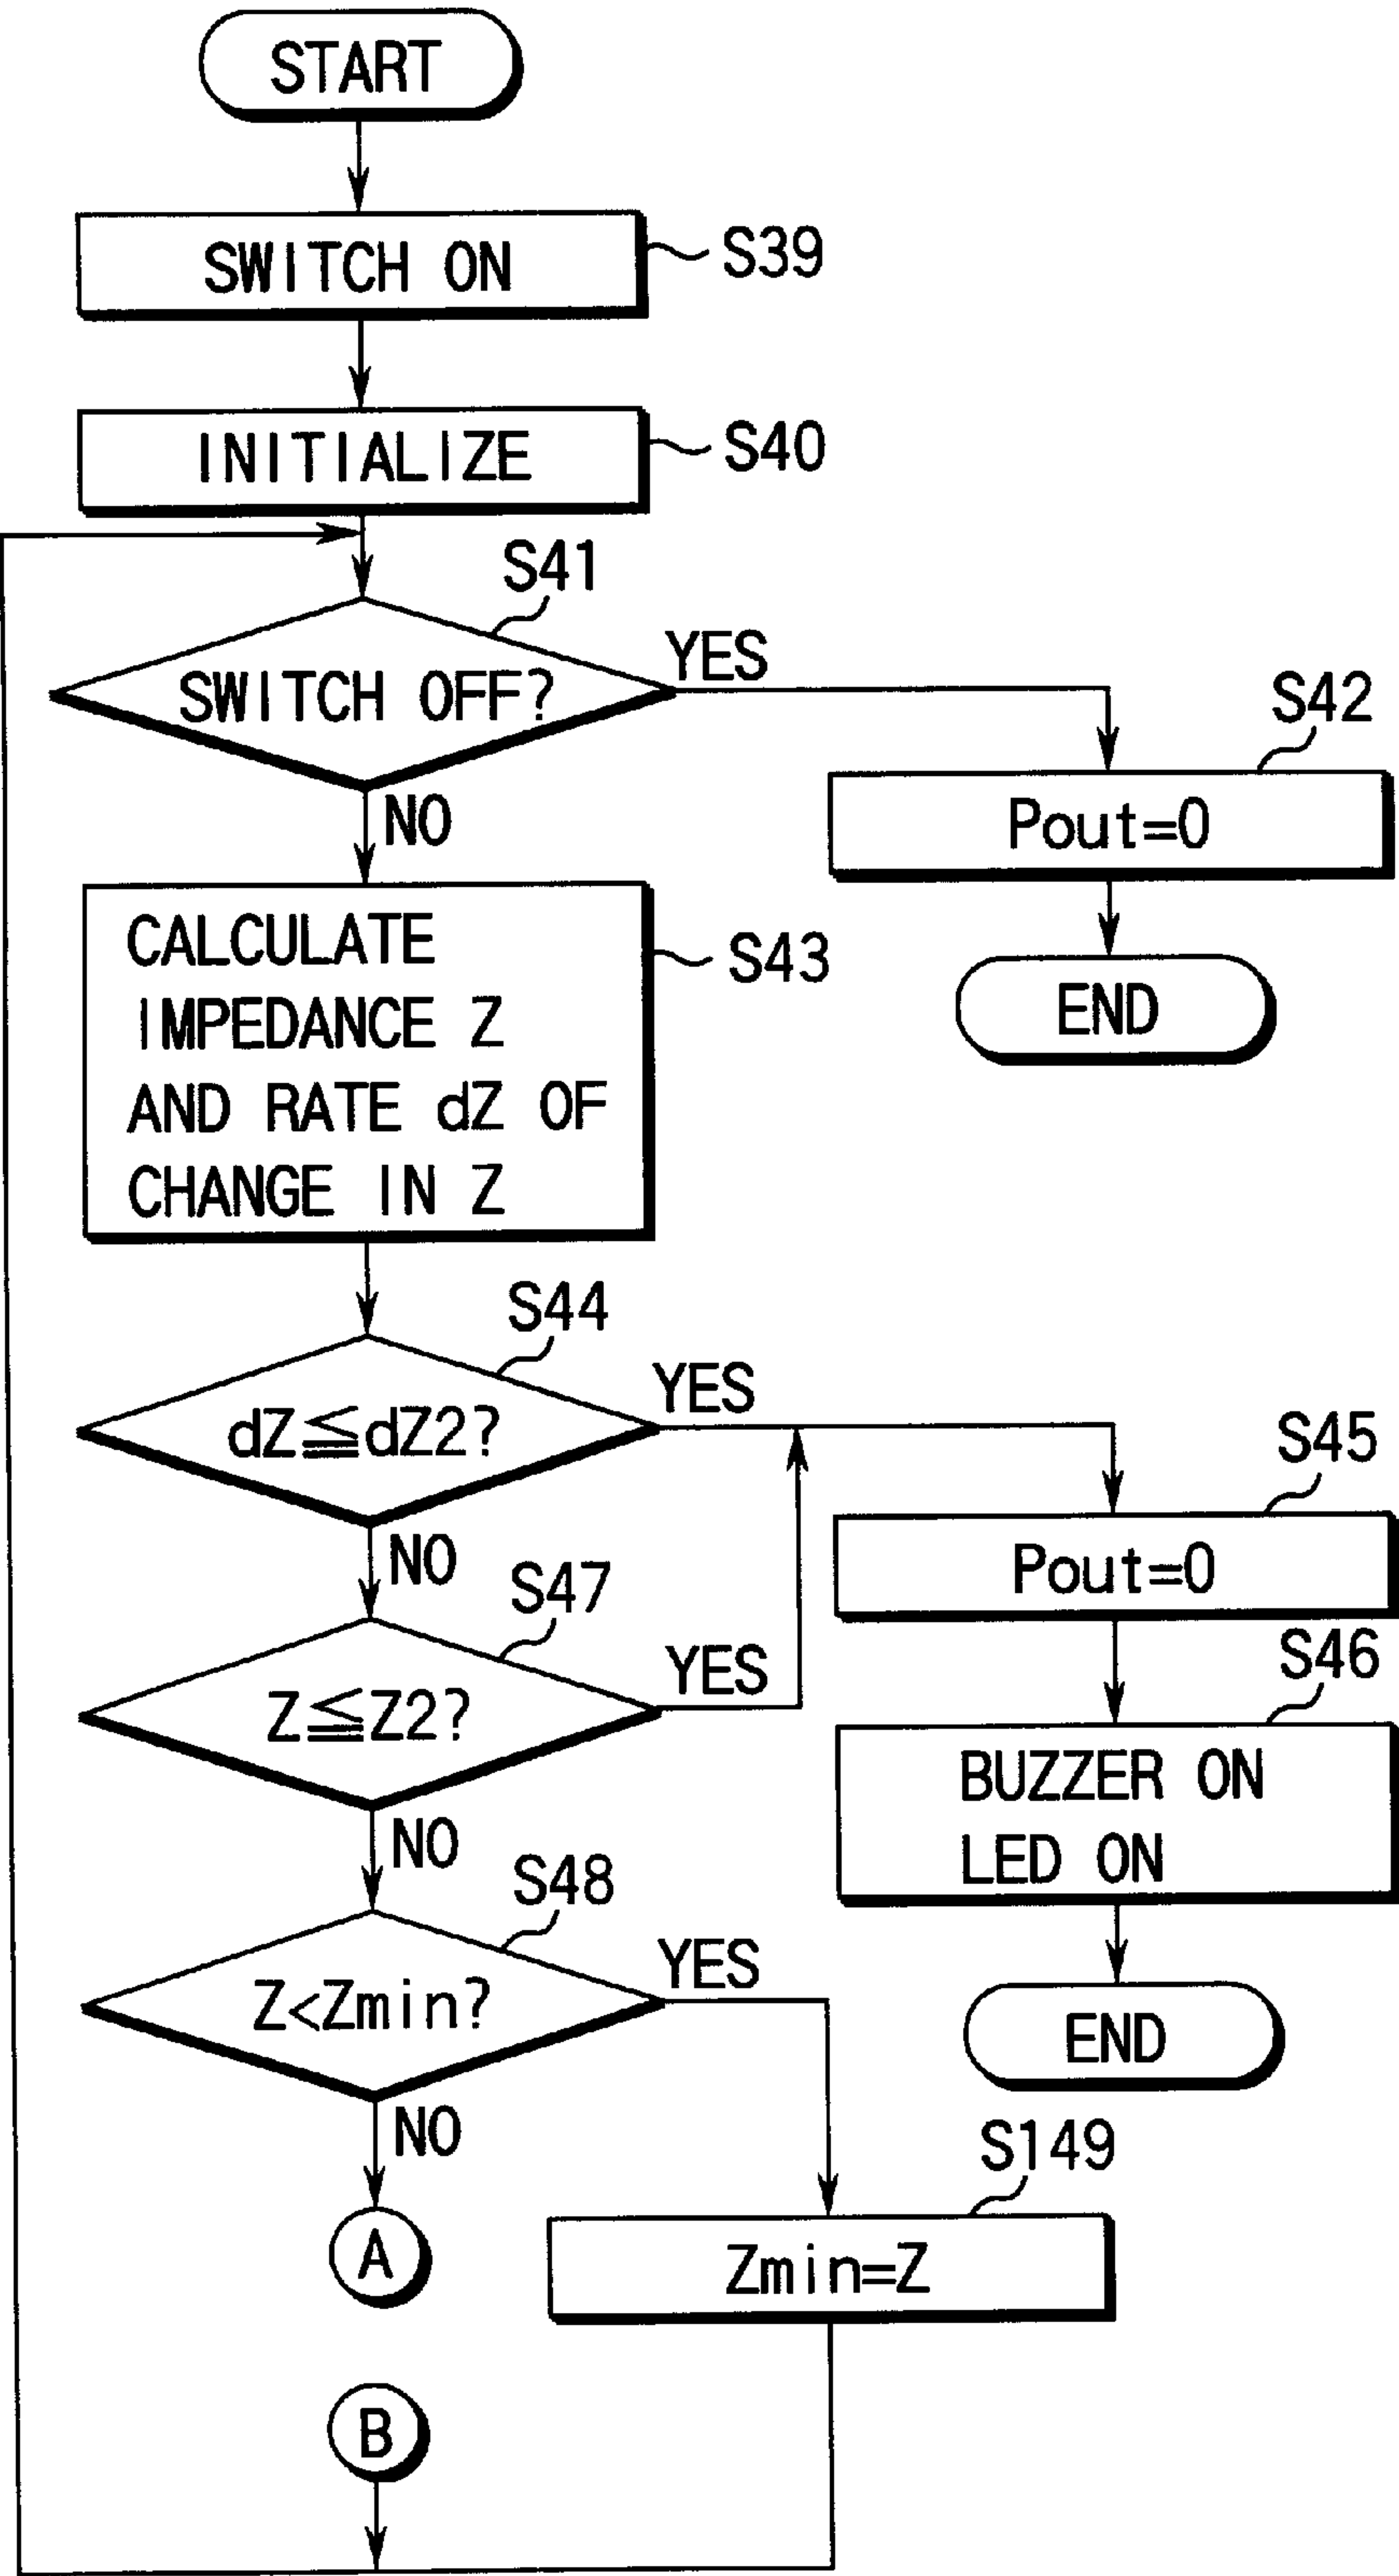 START
SWITCH ON
S39
INITIALIZE
S40
S41
SWITCH OFF?
YES
NO
S42
Pout=0
END
CALCULATE
IMPEDANCE Z
AND RATE dZ OF
CHANGE IN Z
S43
S44
dZ≦dZ2?
YES
NO
S45
Pout=0
S47
Z≦Z2?
YES
NO
S46
BUZZER ON
LED ON
END
S48
Z<Zmin?
YES
NO
A
S149
Zmin=Z
B